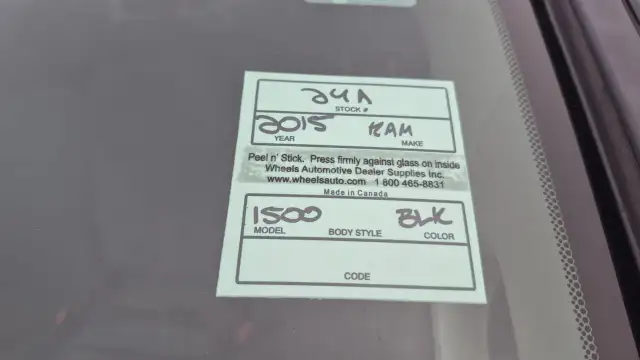 24A
STOCK #
2015 RAM
YEAR MAKE
Peel n' Stick. Press firmly against glass on inside
Wheels Automotive Dealer Supplies Inc.
www.wheelsauto.com 1 800 465-8831
Made in Canada
1500 BLK
MODEL BODY STYLE COLOR
CODE